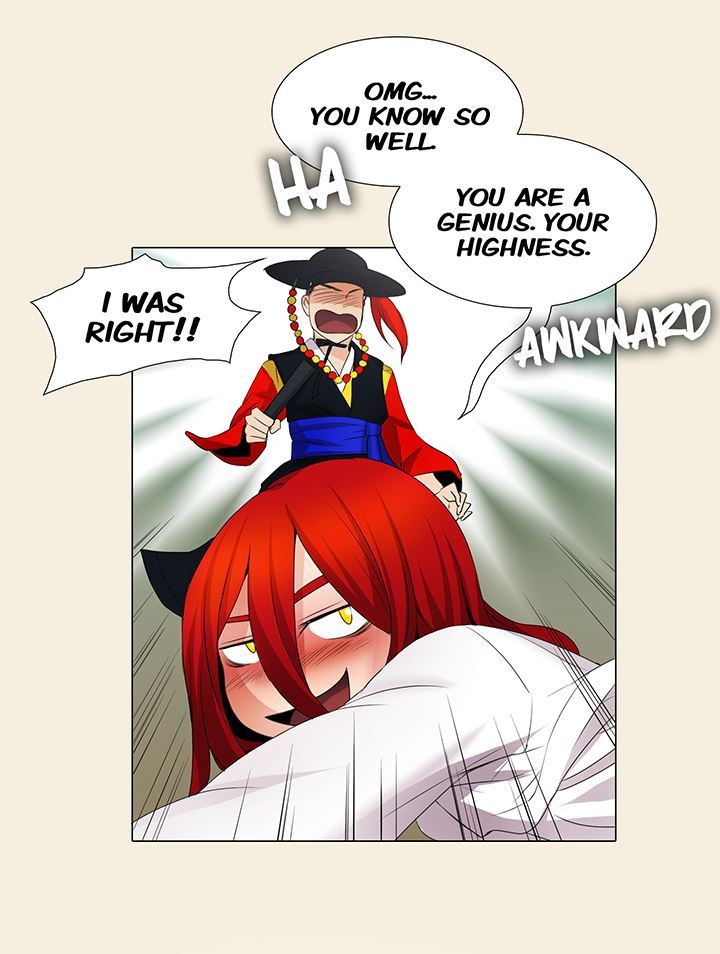 OMG...
YOU KNOW SO
WELL.
HA
YOU ARE A
GENIUS. YOUR
HIGHNESS.
I WAS
RIGHT!!
AWKWARD